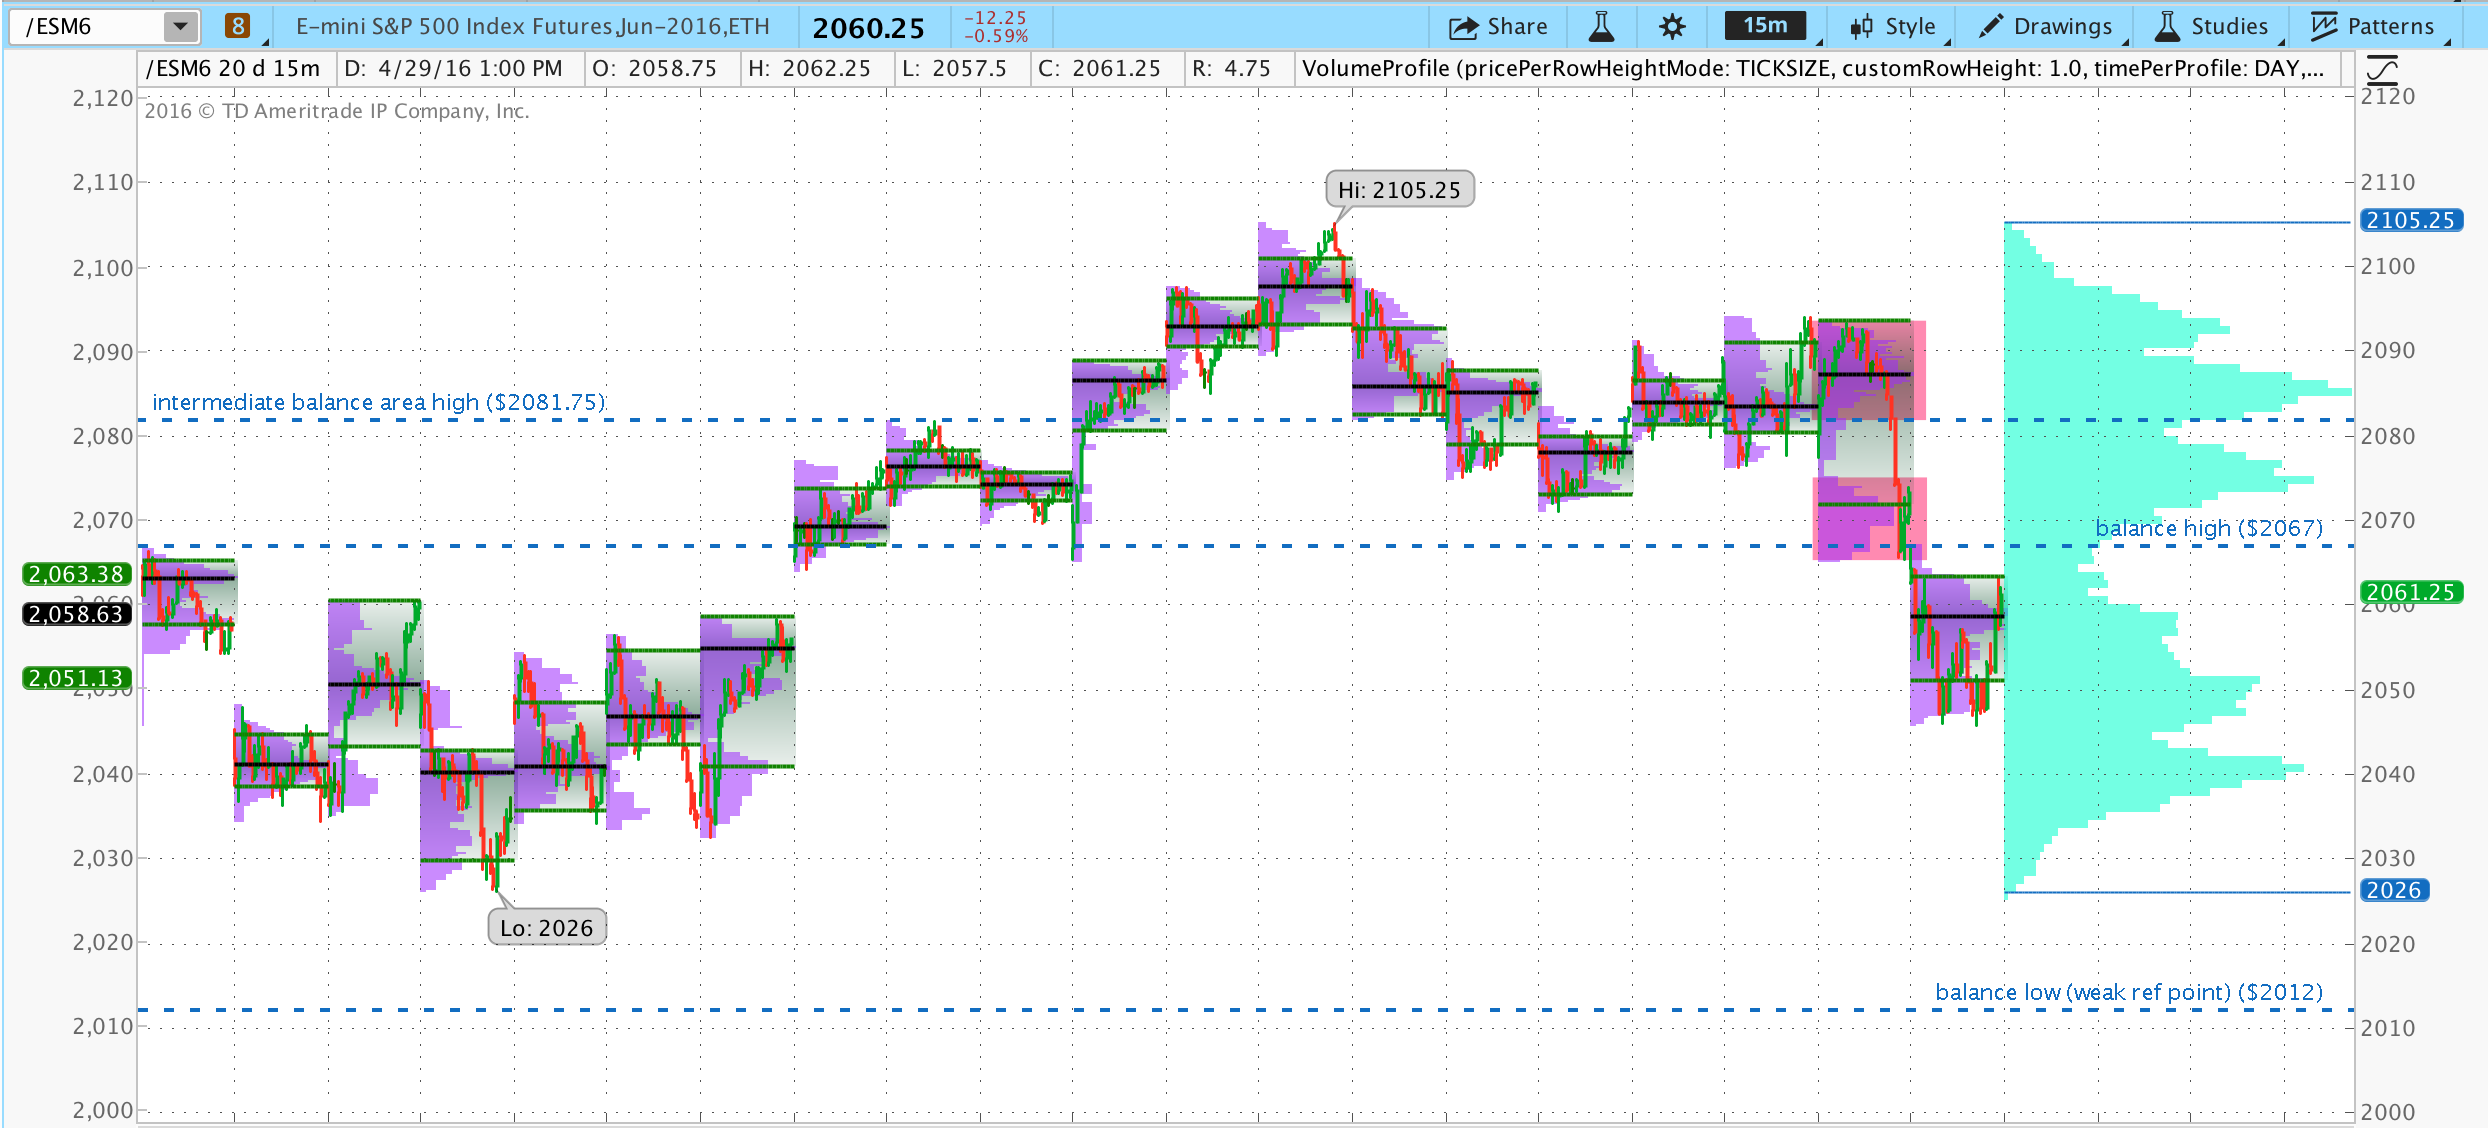 /ESM6 8 E-mini S&P 500 Index Futures,Jun-2016,ETH 2060.25 -12.25 -0.59% Share 15m Style Drawings Studies Patterns
/ESM6 20 d 15m D: 4/29/16 1:00 PM O: 2058.75 H: 2062.25 L: 2057.5 C: 2061.25 R: 4.75 VolumeProfile (pricePerRowHeightMode: TICKSIZE, customRowHeight: 1.0, timePerProfile: DAY,...
2,120 2120
2016 © TD Ameritrade IP Company, Inc.
2,110 Hi: 2105.25 2110
2105.25
2,100 2100
2,090 2090
intermediate balance area high ($2081.75)
2,080 2080
2,070 balance high ($2067) 2070
2,063.38
2061.25
2,058.63 2060
2,051.13
2050
2,040 2040
2,030 2030
2026
Lo: 2026
2,020 2020
balance low (weak ref point) ($2012)
2,010 2010
2,000 2000